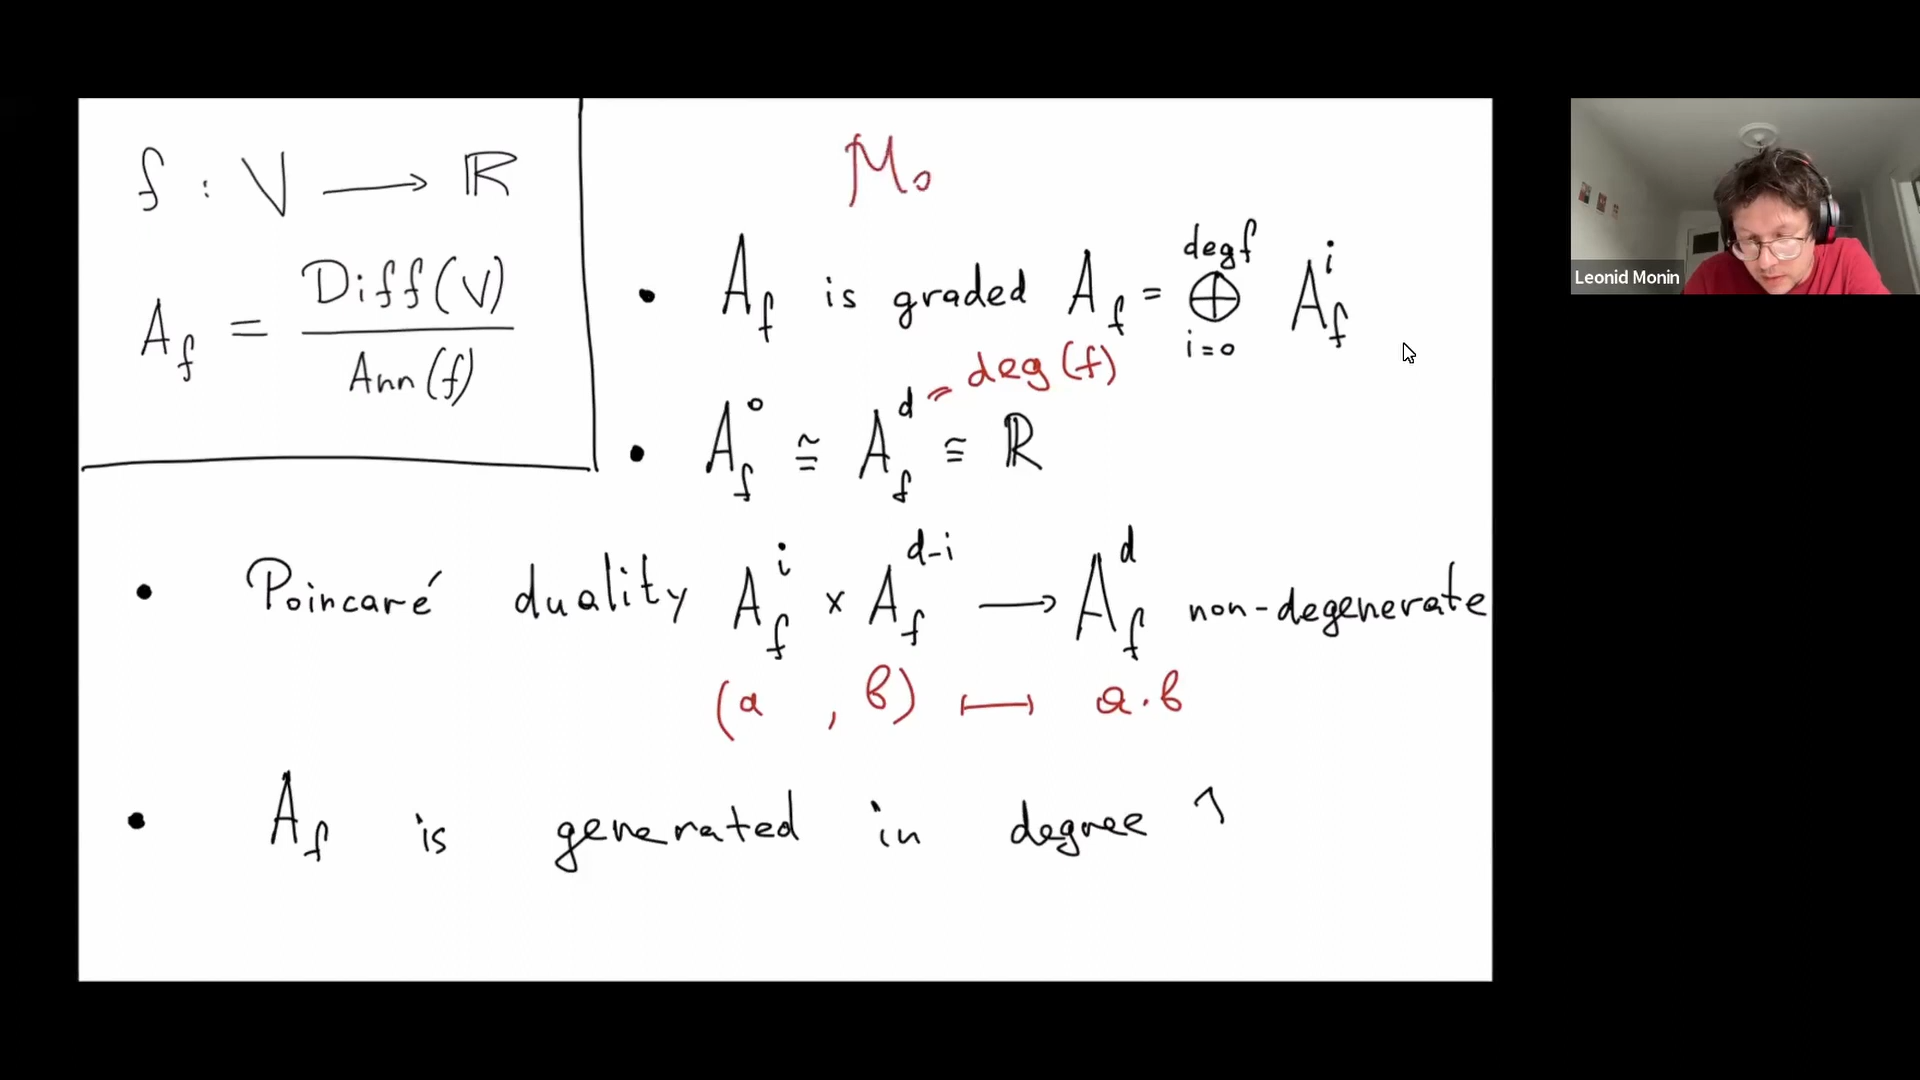 f : V ⟶ ℝ
A_f = Diff(V) / Ann(f)
M₀
• A_f is graded A_f = ⊕_{i=0}^{deg f} A_f^i
• A_f^0 ≅ A_f^d ≅ ℝ
= deg(f)
• Poincaré duality A_f^i × A_f^{d-i} ⟶ A_f^d non-degenerate
(a , b) ⟼ a·b
• A_f is generated in degree 1
Leonid Monin